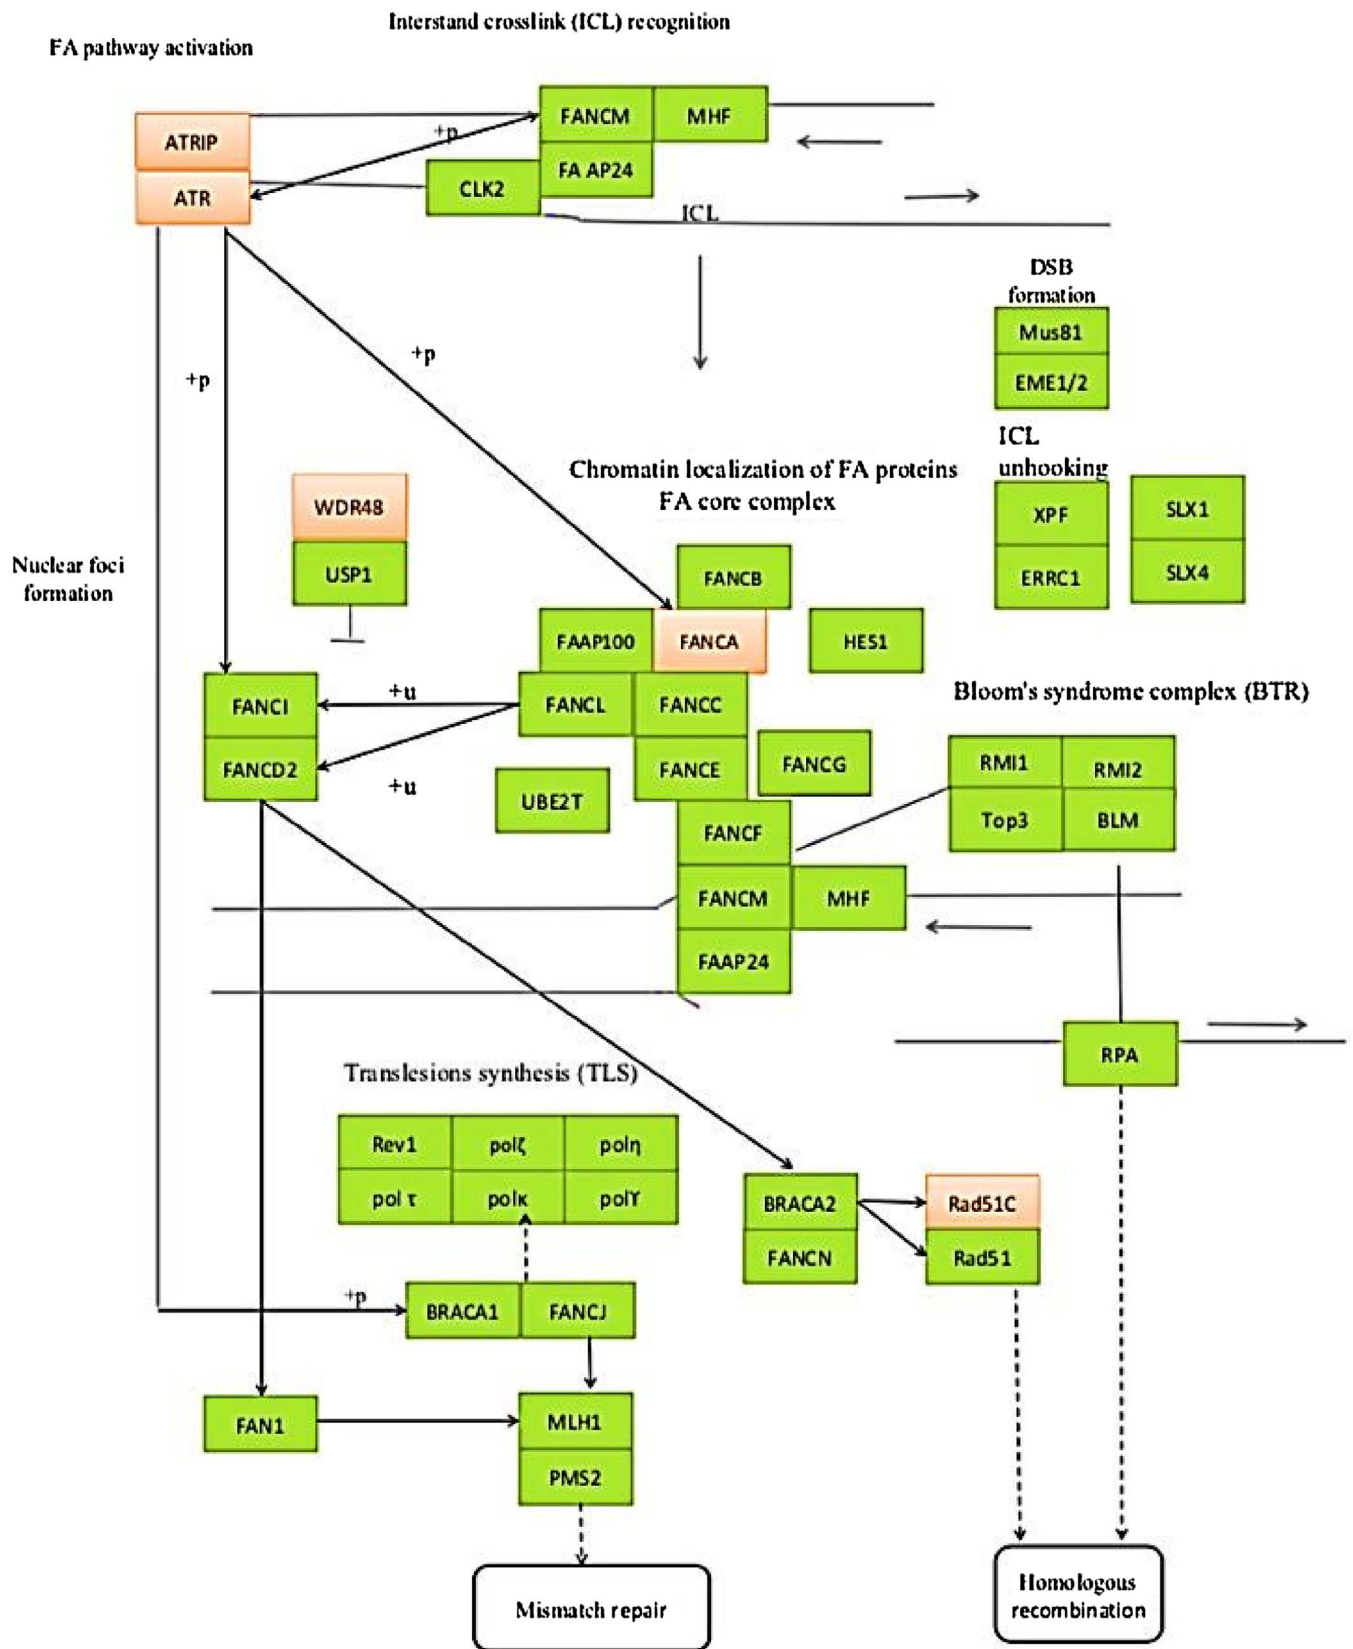 Interstand crosslink (ICL) recognition
FA pathway activation
FANCM
MHF
ATRIP
+p
FA AP24
CLK2
ATR
ICL
DSB
formation
Mus81
+p
+p
EME1/2
ICL
unhooking
Chromatin localization of FA proteins
FA core complex
WDR48
XPF
SLX1
Nuclear foci
formation
USP1
FANCB
ERRC1
SLX4
FAAP100
FANCA
HES1
FANCI
+u
FANCL
FANCC
Bloom's syndrome complex (BTR)
FANCD2
FANCE
FANCG
RMI1
RMI2
+u
UBE2T
FANCF
Top3
BLM
FANCM
MHF
FAAP24
RPA
Translesions synthesis (TLS)
Rev1
polζ
polη
pol τ
polκ
polϒ
BRACA2
Rad51C
FANCN
Rad51
+p
BRACA1
FANCJ
FAN1
MLH1
PMS2
Mismatch repair
Homologous
recombination